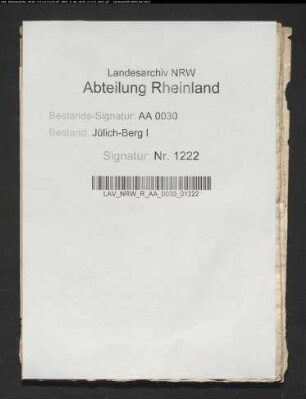 Landesarchiv NRW
Abteilung Rheinland
Bestands-Signatur: AA 0030
Bestand: Jülich-Berg I
Signatur: Nr. 1222
LAV_NRW_R_AA_0030_01222